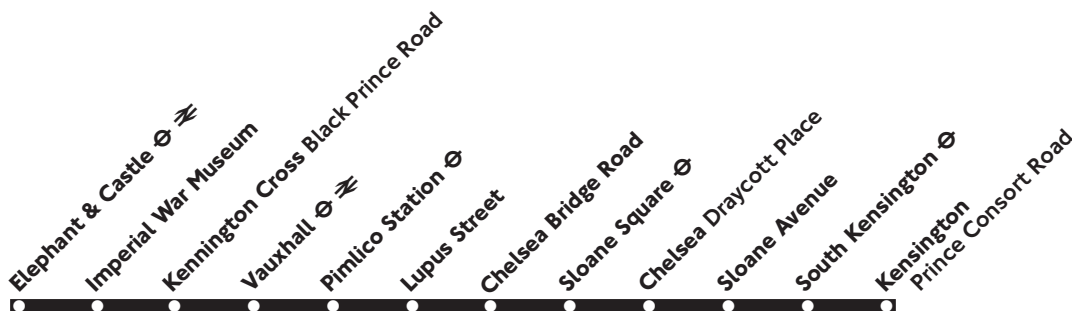 Elephant & Castle
Imperial War Museum
Kennington Cross Black Prince Road
Vauxhall
Pimlico Station
Lupus Street
Chelsea Bridge Road
Sloane Square
Chelsea Draycott Place
Sloane Avenue
South Kensington
Kensington
Prince Consort Road